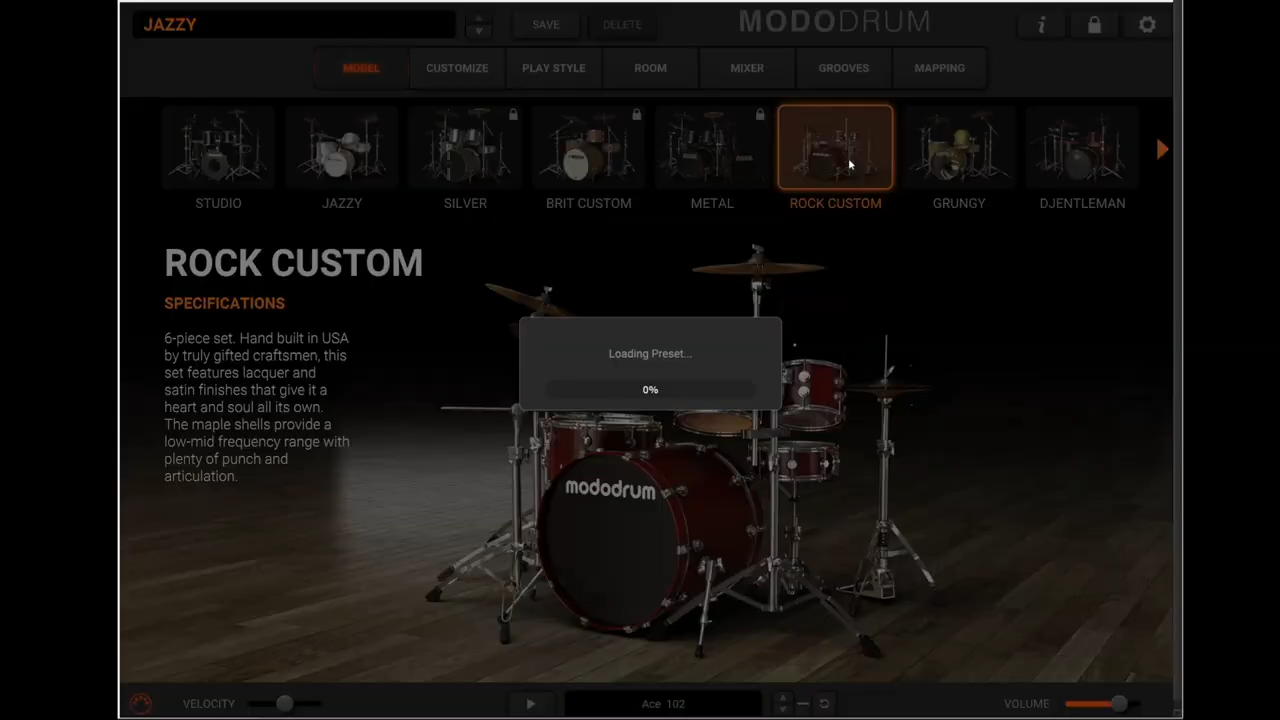 JAZZY
SAVE
DELETE
MODODRUM
i
MODEL
CUSTOMIZE
PLAY STYLE
ROOM
MIXER
GROOVES
MAPPING
STUDIO
JAZZY
SILVER
BRIT CUSTOM
METAL
ROCK CUSTOM
GRUNGY
DJENTLEMAN
ROCK CUSTOM
SPECIFICATIONS
6-piece set. Hand built in USA
by truly gifted craftsmen, this
set features lacquer and
satin finishes that give it a
heart and soul all its own.
The maple shells provide a
low-mid frequency range with
plenty of punch and
articulation.
Loading Preset...
0%
mododrum
VELOCITY
Ace 102
VOLUME